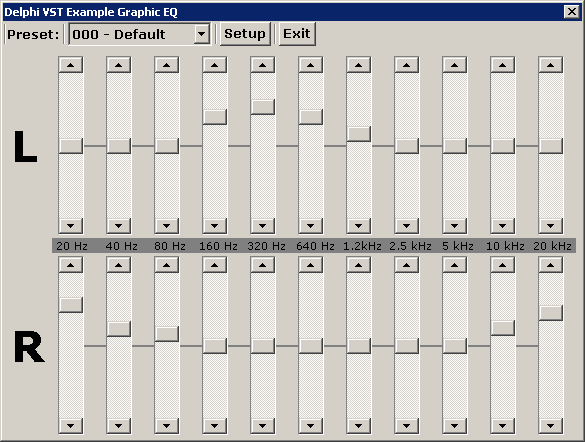 Delphi VST Example Graphic EQ
Preset: 000 - Default Setup Exit
L
20 Hz 40 Hz 80 Hz 160 Hz 320 Hz 640 Hz 1.2kHz 2.5 kHz 5 kHz 10 kHz 20 kHz
R